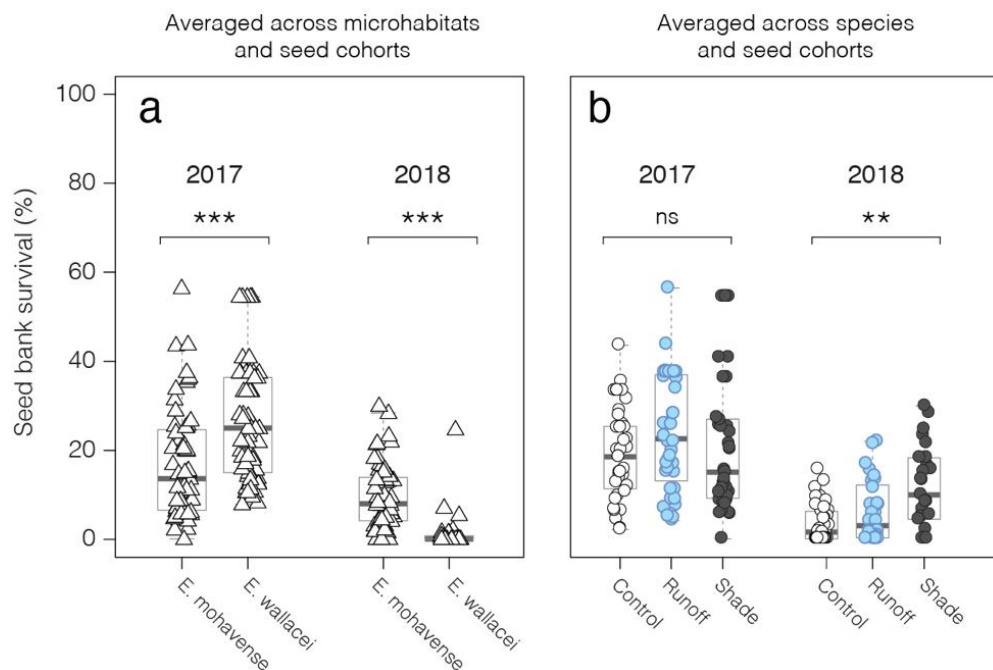 Averaged across microhabitats
and seed cohorts
Averaged across species
and seed cohorts
Seed bank survival (%)
100
80
60
40
20
0
a
2017
2018
***
***
E. mohavense
E. wallacei
E. mohavense
E. wallacei
b
2017
2018
ns
**
Control
Runoff
Shade
Control
Runoff
Shade